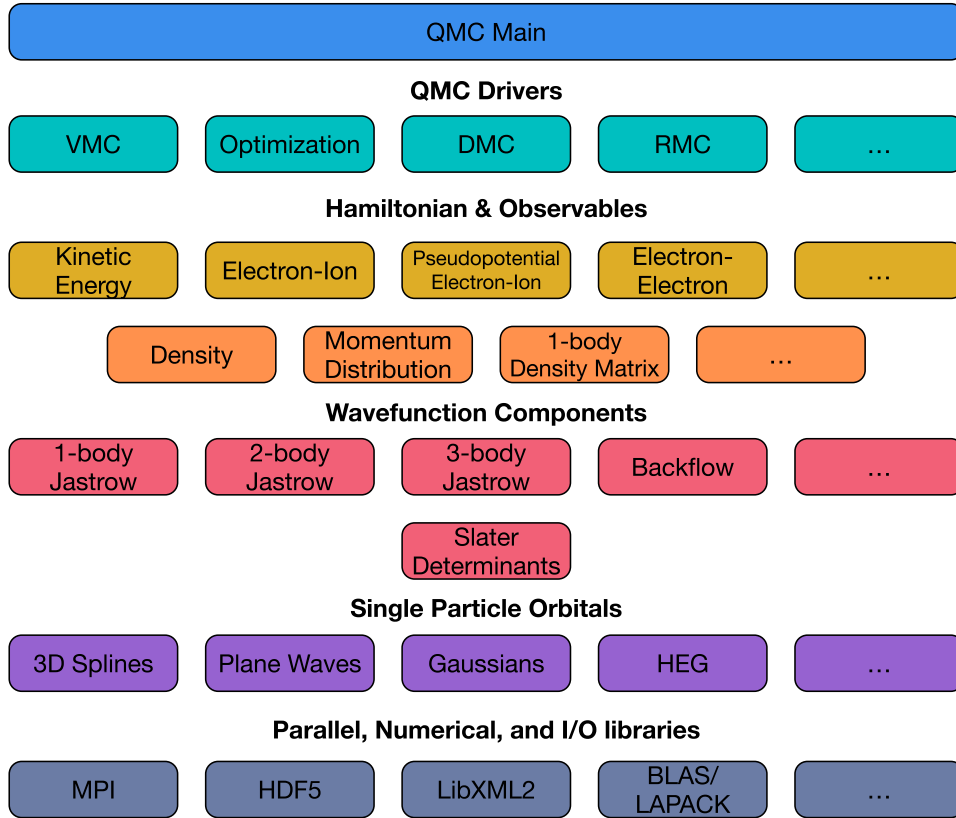 QMC Main
QMC Drivers
VMC
Optimization
DMC
RMC
...
Hamiltonian & Observables
Kinetic
Energy
Electron-Ion
Pseudopotential
Electron-Ion
Electron-
Electron
...
Density
Momentum
Distribution
1-body
Density Matrix
...
Wavefunction Components
1-body
Jastrow
2-body
Jastrow
3-body
Jastrow
Backflow
...
Slater
Determinants
Single Particle Orbitals
3D Splines
Plane Waves
Gaussians
HEG
...
Parallel, Numerical, and I/O libraries
MPI
HDF5
LibXML2
BLAS/
LAPACK
...